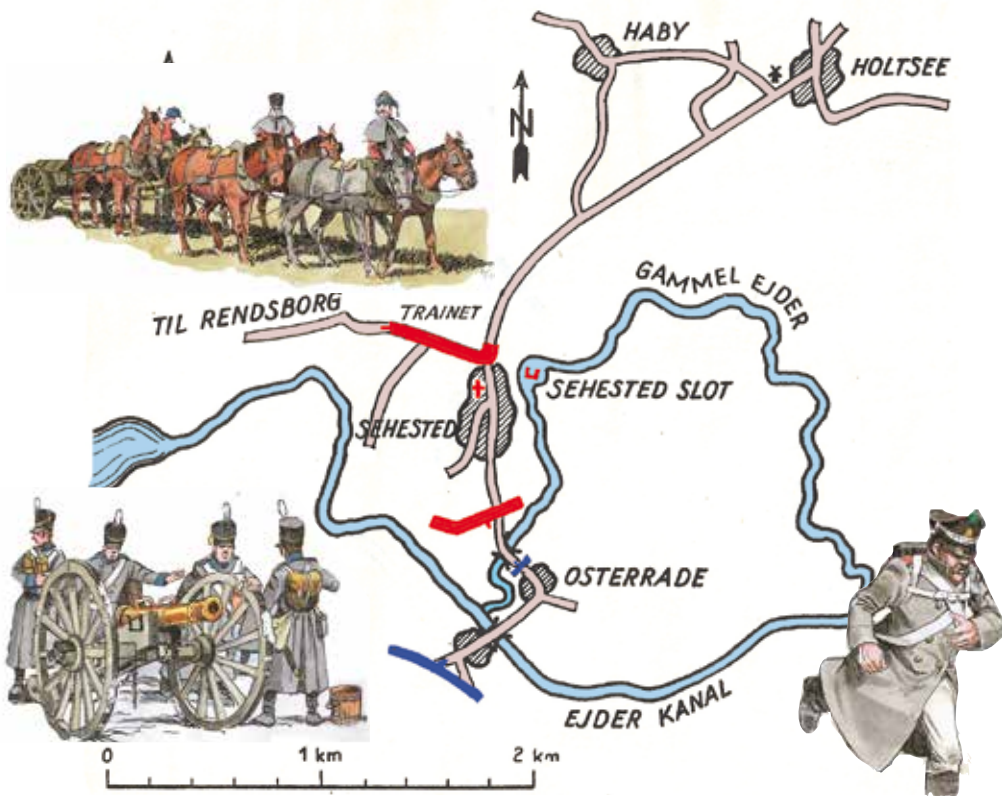 HABY
HOLTSEE
N
GAMMEL EJDER
TIL RENDSBORG
TRAINET
SEHESTED SLOT
SEHESTED
OSTERRADE
EJDER KANAL
0 1 km 2 km